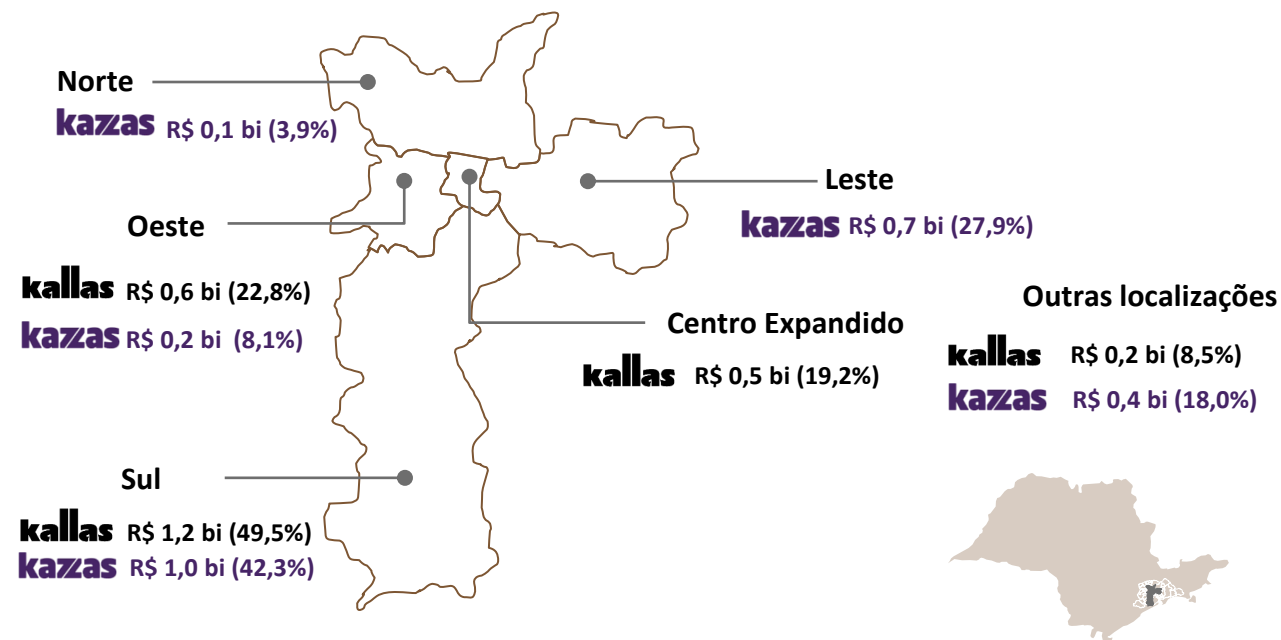 Norte
kazzas R$ 0,1 bi (3,9%)
Oeste
kallas R$ 0,6 bi (22,8%)
kazzas R$ 0,2 bi (8,1%)
Sul
kallas R$ 1,2 bi (49,5%)
kazzas R$ 1,0 bi (42,3%)
Leste
kazzas R$ 0,7 bi (27,9%)
Centro Expandido
kallas R$ 0,5 bi (19,2%)
Outras localizações
kallas R$ 0,2 bi (8,5%)
kazzas R$ 0,4 bi (18,0%)